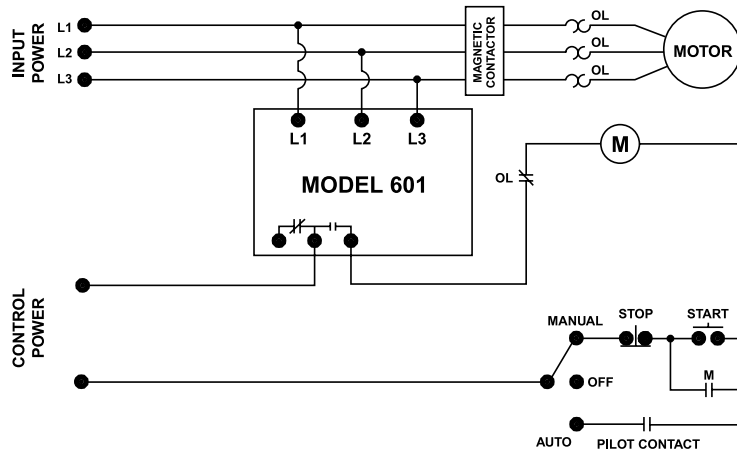 INPUT POWER
L1
L2
L3
MAGNETIC CONTACTOR
OL
OL
OL
MOTOR
L1 L2 L3
MODEL 601
OL
M
CONTROL POWER
MANUAL
STOP
START
M
OFF
AUTO
PILOT CONTACT